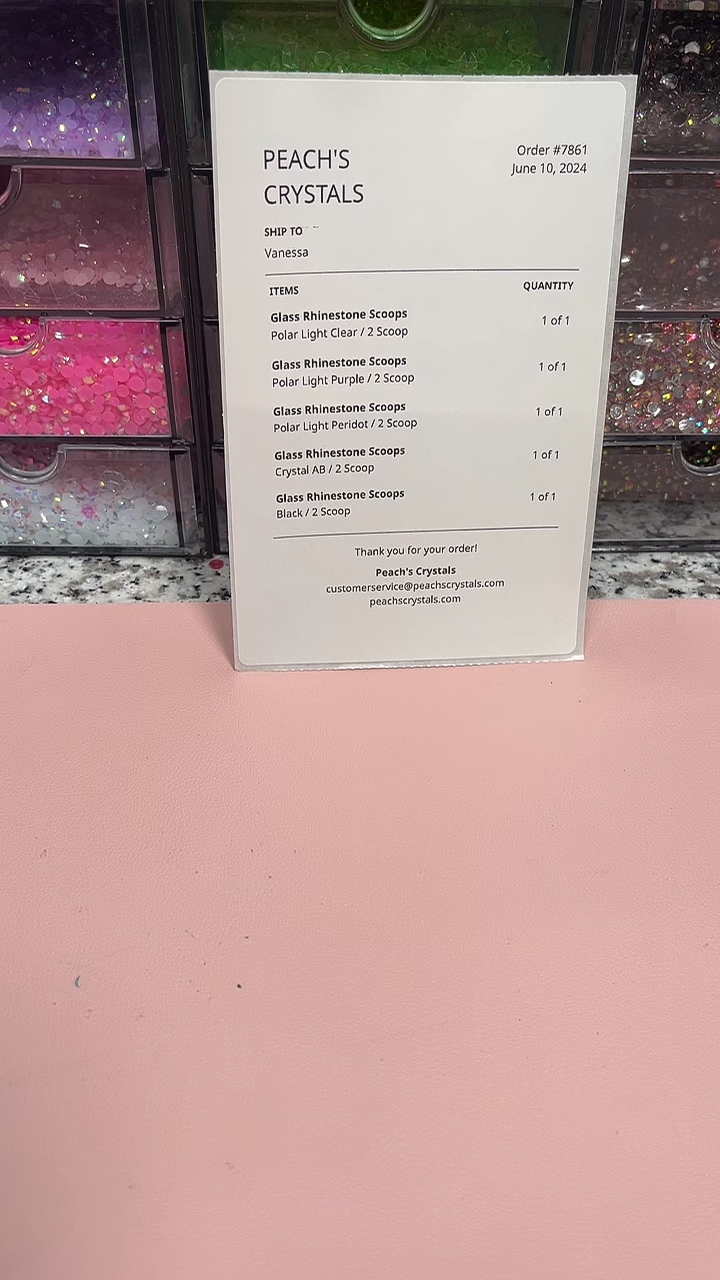 PEACH'S
CRYSTALS
Order #7861
June 10, 2024
SHIP TO
Vanessa
ITEMS QUANTITY
Glass Rhinestone Scoops
Polar Light Clear / 2 Scoop
1 of 1
Glass Rhinestone Scoops
Polar Light Purple / 2 Scoop
1 of 1
Glass Rhinestone Scoops
Polar Light Peridot / 2 Scoop
1 of 1
Glass Rhinestone Scoops
Crystal AB / 2 Scoop
1 of 1
Glass Rhinestone Scoops
Black / 2 Scoop
1 of 1
Thank you for your order!
Peach's Crystals
customerservice@peachscrystals.com
peachscrystals.com